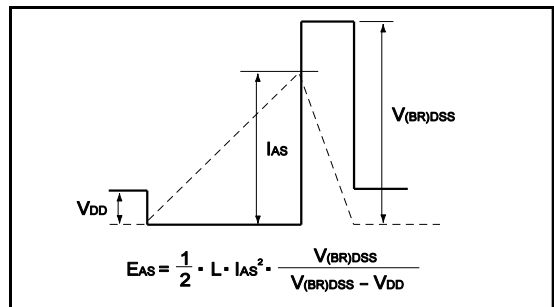 V(BR)DSS
IAS
VDD
EAS = 1/2 · L · IAS² · V(BR)DSS / V(BR)DSS – VDD